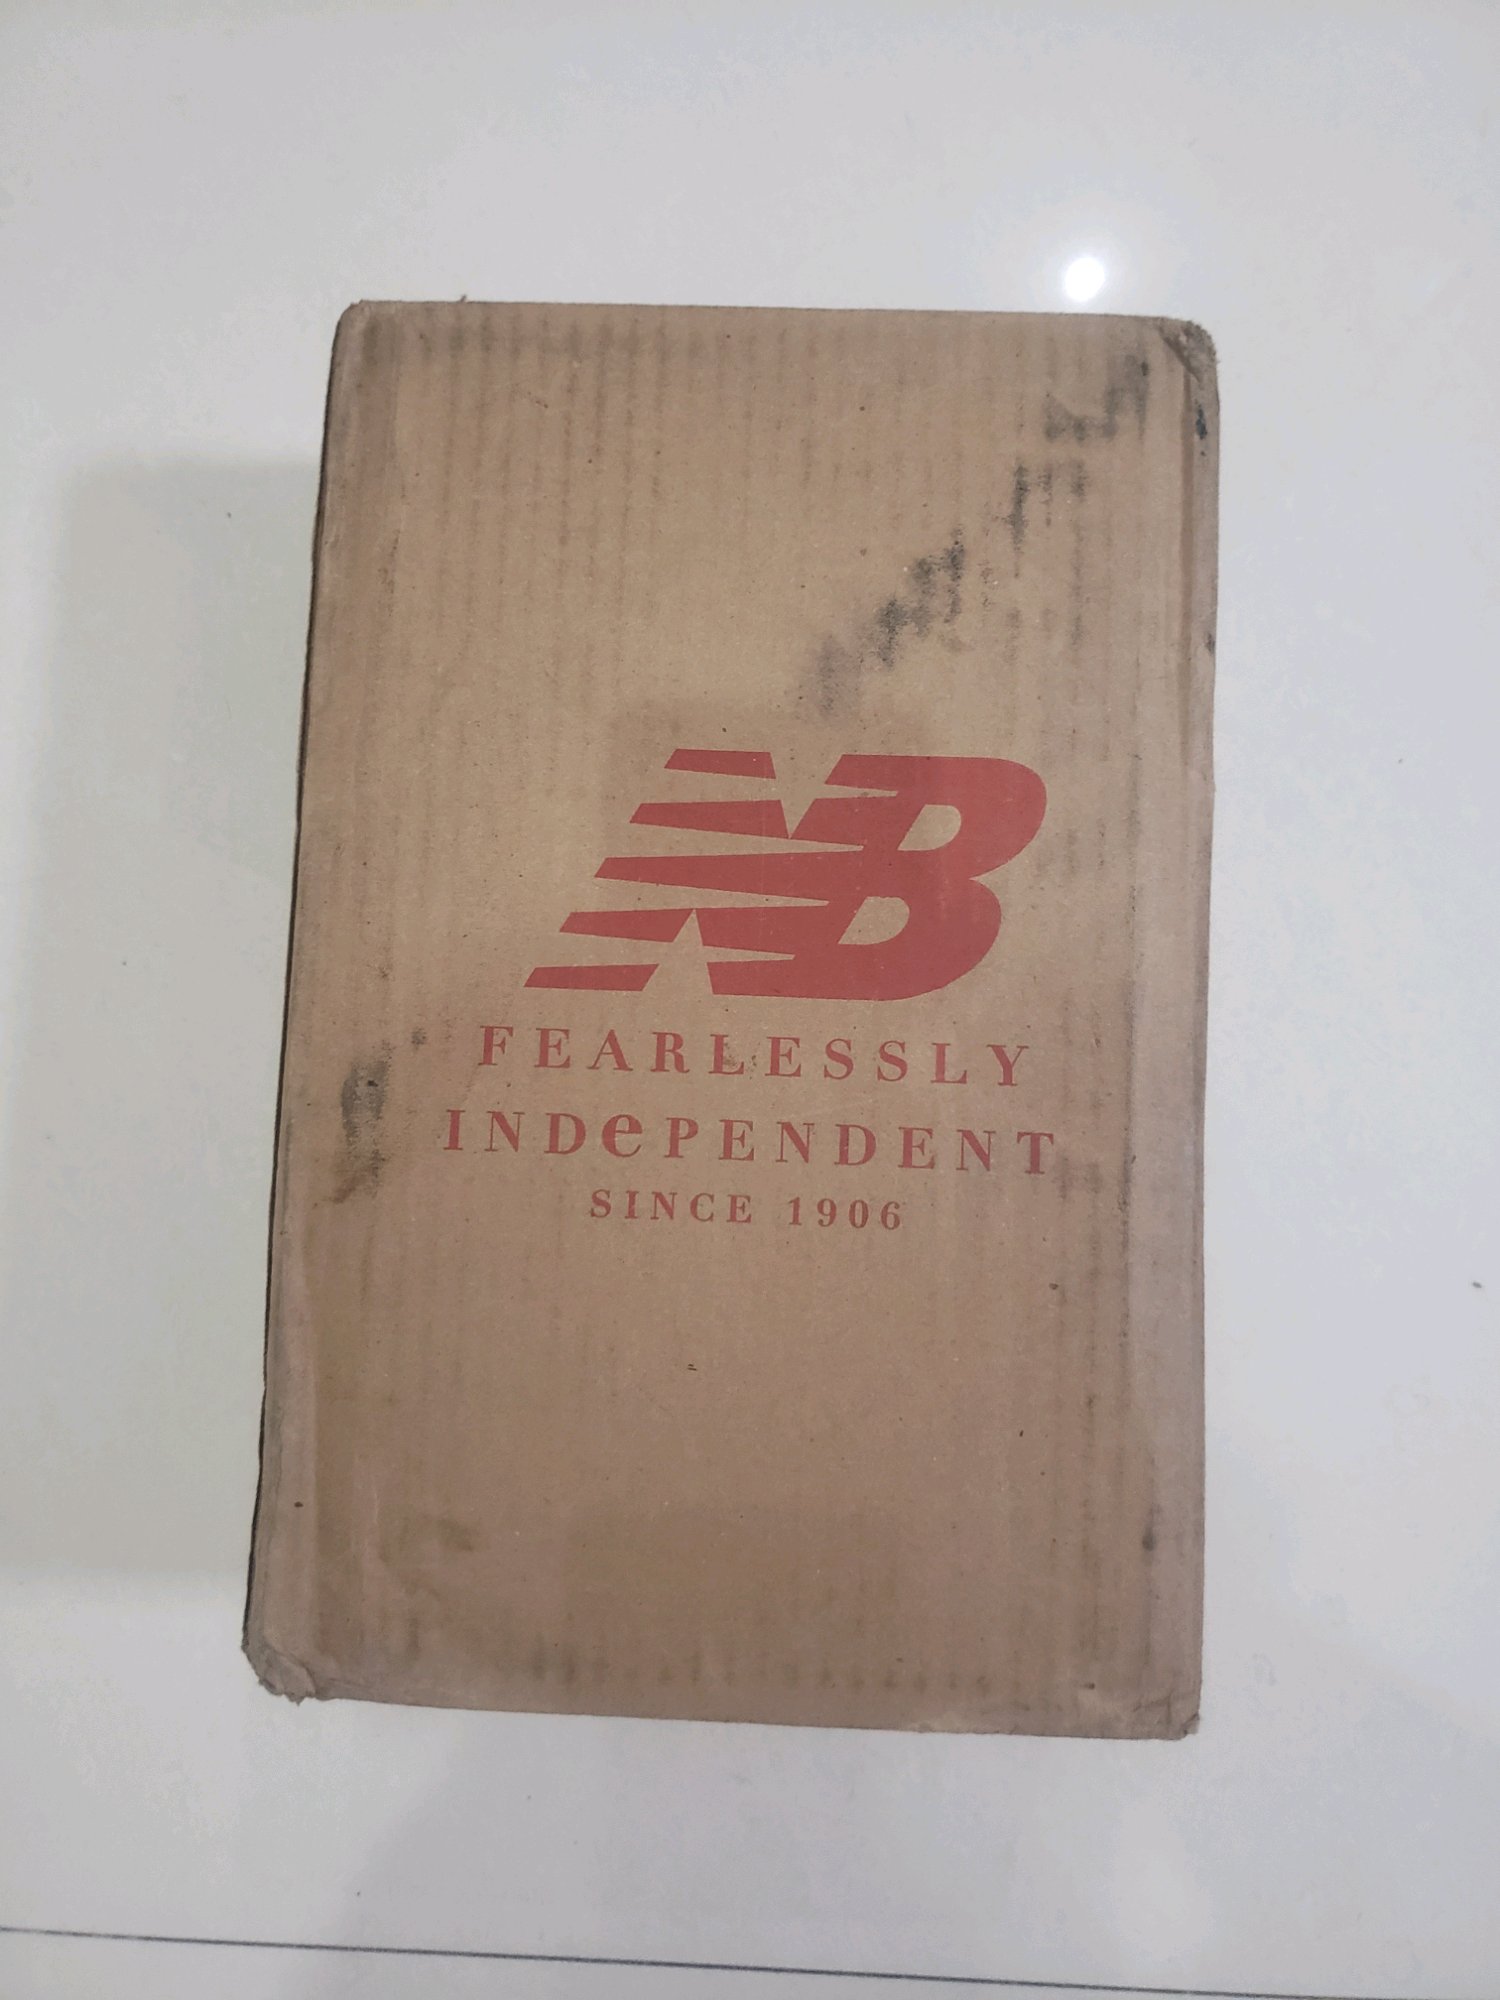 NB
FEARLESSLY
INDePENDENT
SINCE 1906